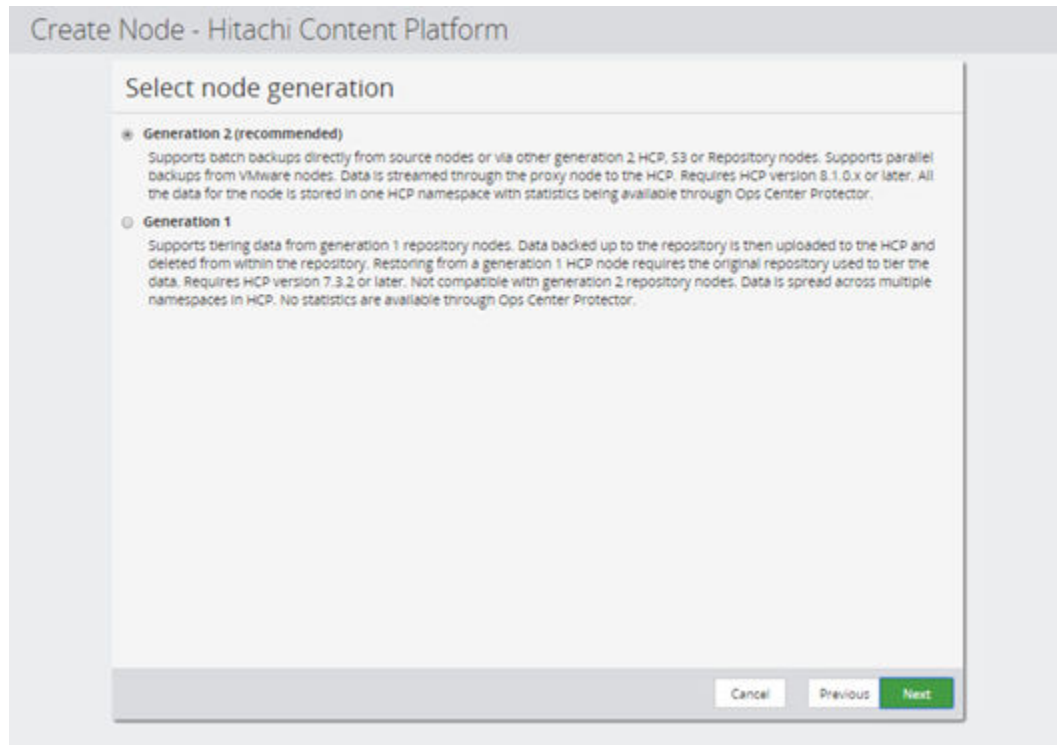 Create Node - Hitachi Content Platform
Select node generation
Generation 2 (recommended)
Supports batch backups directly from source nodes or via other generation 2 HCP, S3 or Repository nodes. Supports parallel
backups from VMware nodes. Data is streamed through the proxy node to the HCP. Requires HCP version 8.1.0.x or later. All
the data for the node is stored in one HCP namespace with statistics being available through Ops Center Protector.
Generation 1
Supports tiering data from generation 1 repository nodes. Data backed up to the repository is then uploaded to the HCP and
deleted from within the repository. Restoring from a generation 1 HCP node requires the original repository used to tier the
data. Requires HCP version 7.3.2 or later. Not compatible with generation 2 repository nodes. Data is spread across multiple
namespaces in HCP. No statistics are available through Ops Center Protector.
Cancel Previous Next